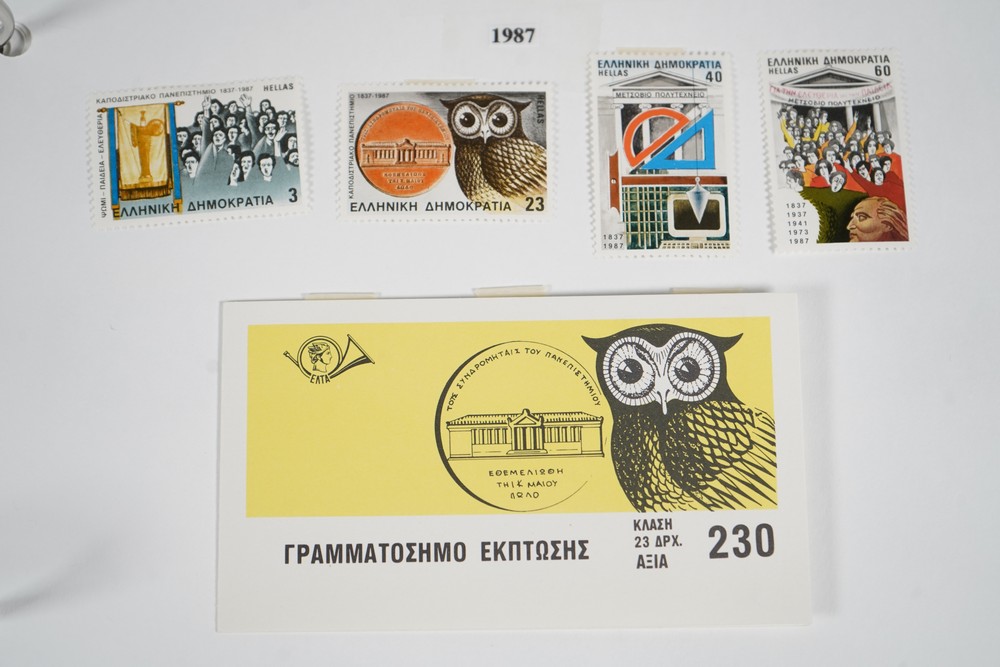 1987
ΚΑΠΟΔΙΣΤΡΙΑΚΟ ΠΑΝΕΠΙΣΤΗΜΙΟ 1837-1987 HELLAS
ΨΩΜΙ - ΠΑΙΔΕΙΑ - ΕΛΕΥΘΕΡΙΑ
ΕΛΛΗΝΙΚΗ ΔΗΜΟΚΡΑΤΙΑ 3
1837-1987
HELLAS
ΚΑΠΟΔΙΣΤΡΙΑΚΟ ΠΑΝΕΠΙΣΤΗΜΙΟ
ΕΛΛΗΝΙΚΗ ΔΗΜΟΚΡΑΤΙΑ 23
ΕΛΛΗΝΙΚΗ ΔΗΜΟΚΡΑΤΙΑ
HELLAS 40
ΜΕΤΣΟΒΙΟ ΠΟΛΥΤΕΧΝΕΙΟ
1837
1987
ΕΛΛΗΝΙΚΗ ΔΗΜΟΚΡΑΤΙΑ
HELLAS 60
ΜΕΤΣΟΒΙΟ ΠΟΛΥΤΕΧΝΕΙΟ
1837
1937
1941
1973
1987
ΕΛΤΑ
ΤΟΙΣ ΣΥΝΔΡΟΜΗΤΑΙΣ ΤΟΥ ΠΑΝΕΠΙΣΤΗΜΙΟΥ
ΕΘΕΜΕΛΙΩΘΗ
ΜΑΙΟΥ
ΓΡΑΜΜΑΤΟΣΗΜΟ ΕΚΠΤΩΣΗΣ
ΚΛΑΣΗ
23 ΔΡΧ.
ΑΞΙΑ
230